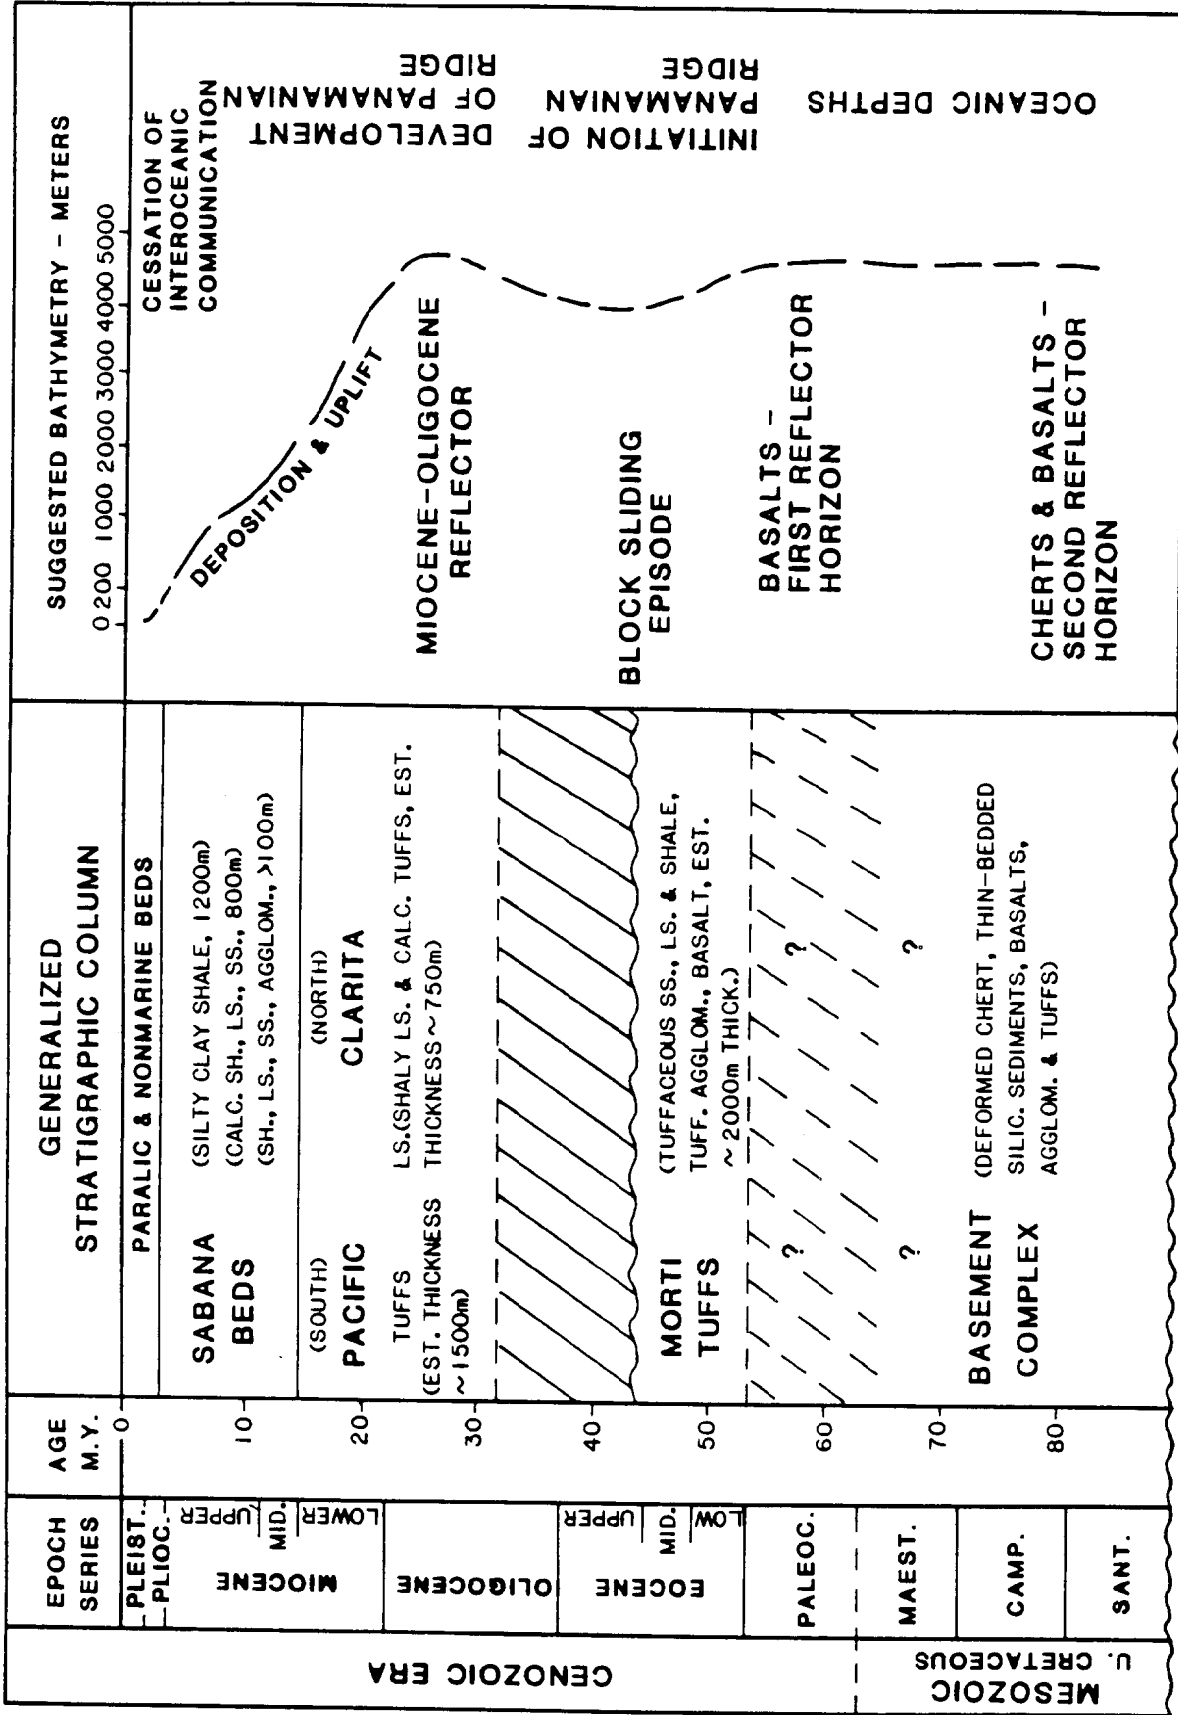 EPOCH
SERIES
AGE
M.Y.
GENERALIZED
STRATIGRAPHIC COLUMN
SUGGESTED BATHYMETRY - METERS
0 200 1000 2000 3000 4000 5000
CENOZOIC ERA
MESOZOIC
U. CRETACEOUS
PLEIST.
PLIOC.
MIOCENE
UPPER
MID.
LOWER
OLIGOCENE
EOCENE
UPPER
MID.
LOW
PALEOC.
MAEST.
CAMP.
SANT.
0
10
20
30
40
50
60
70
80
PARALIC & NONMARINE BEDS
SABANA
BEDS
(SILTY CLAY SHALE, 1200m)
(CALC. SH., LS., SS., 800m)
(SH., LS., SS., AGGLOM., >100m)
(SOUTH)
PACIFIC
TUFFS
(EST. THICKNESS
~1500m)
(NORTH)
CLARITA
LS.(SHALY LS. & CALC. TUFFS, EST.
THICKNESS ~ 750m)
MORTI
TUFFS
(TUFFACEOUS SS., LS. & SHALE,
TUFF. AGGLOM., BASALT, EST.
~2000m THICK.)
? ?
? ?
BASEMENT
COMPLEX
(DEFORMED CHERT, THIN-BEDDED
SILIC. SEDIMENTS, BASALTS,
AGGLOM. & TUFFS)
CESSATION OF
INTEROCEANIC
COMMUNICATION
DEPOSITION & UPLIFT
DEVELOPMENT
OF PANAMANIAN
RIDGE
MIOCENE-OLIGOCENE
REFLECTOR
INITIATION OF
PANAMANIAN
RIDGE
BLOCK SLIDING
EPISODE
BASALTS -
FIRST REFLECTOR
HORIZON
OCEANIC DEPTHS
CHERTS & BASALTS -
SECOND REFLECTOR
HORIZON